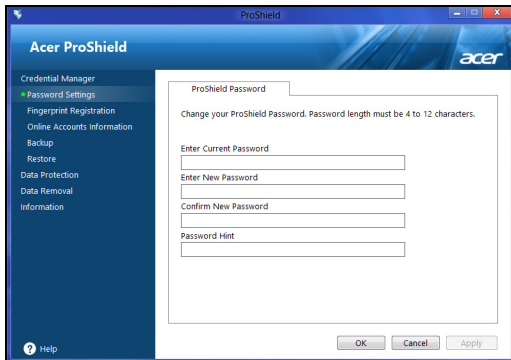 ProShield
Acer ProShield
acer
Credential Manager
Password Settings
Fingerprint Registration
Online Accounts Information
Backup
Restore
Data Protection
Data Removal
Information
ProShield Password
Change your ProShield Password. Password length must be 4 to 12 characters.
Enter Current Password
Enter New Password
Confirm New Password
Password Hint
? Help
OK
Cancel
Apply